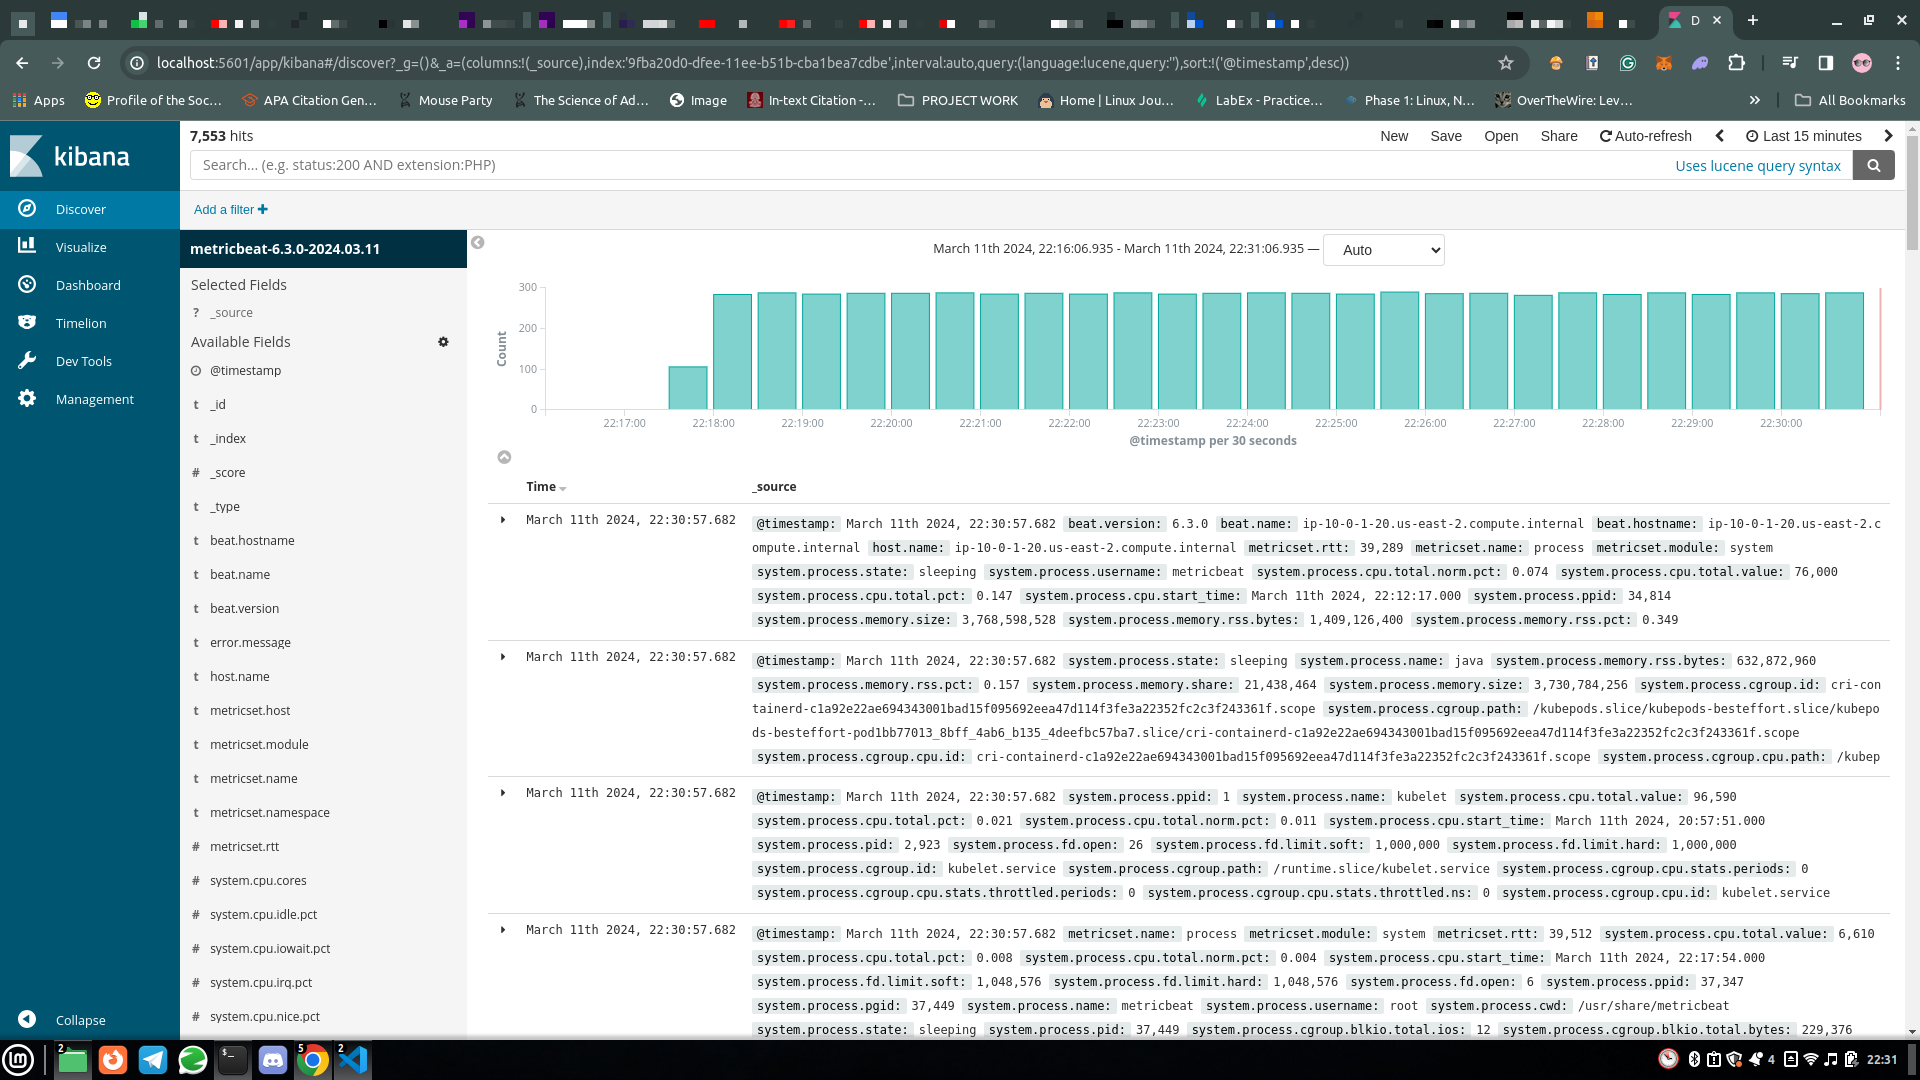 D
localhost:5601/app/kibana#/discover?_g=()&_a=(columns:!(_source),index:'9fba20d0-dfee-11ee-b51b-cba1bea7cdbe',interval:auto,query:(language:lucene,query:''),sort:!('@timestamp',desc))
Apps
Profile of the Soc...
APA Citation Gen...
Mouse Party
The Science of Ad...
Image
In-text Citation -...
PROJECT WORK
Home | Linux Jou...
LabEx - Practice...
Phase 1: Linux, N...
OverTheWire: Lev...
All Bookmarks
kibana
Discover
Visualize
Dashboard
Timelion
Dev Tools
Management
Collapse
7,553 hits
New Save Open Share Auto-refresh Last 15 minutes
Search... (e.g. status:200 AND extension:PHP)
Uses lucene query syntax
Add a filter
metricbeat-6.3.0-2024.03.11
Selected Fields
? _source
Available Fields
@timestamp
t _id
t _index
# _score
t _type
t beat.hostname
t beat.name
t beat.version
t error.message
t host.name
t metricset.host
t metricset.module
t metricset.name
t metricset.namespace
# metricset.rtt
# system.cpu.cores
# system.cpu.idle.pct
# system.cpu.iowait.pct
# system.cpu.irq.pct
# system.cpu.nice.pct
March 11th 2024, 22:16:06.935 - March 11th 2024, 22:31:06.935 — Auto
Count
300
200
100
0
22:17:00 22:18:00 22:19:00 22:20:00 22:21:00 22:22:00 22:23:00 22:24:00 22:25:00 22:26:00 22:27:00 22:28:00 22:29:00 22:30:00
@timestamp per 30 seconds
Time _source
March 11th 2024, 22:30:57.682
@timestamp: March 11th 2024, 22:30:57.682 beat.version: 6.3.0 beat.name: ip-10-0-1-20.us-east-2.compute.internal beat.hostname: ip-10-0-1-20.us-east-2.c
ompute.internal host.name: ip-10-0-1-20.us-east-2.compute.internal metricset.rtt: 39,289 metricset.name: process metricset.module: system
system.process.state: sleeping system.process.username: metricbeat system.process.cpu.total.norm.pct: 0.074 system.process.cpu.total.value: 76,000
system.process.cpu.total.pct: 0.147 system.process.cpu.start_time: March 11th 2024, 22:12:17.000 system.process.ppid: 34,814
system.process.memory.size: 3,768,598,528 system.process.memory.rss.bytes: 1,409,126,400 system.process.memory.rss.pct: 0.349
March 11th 2024, 22:30:57.682
@timestamp: March 11th 2024, 22:30:57.682 system.process.state: sleeping system.process.name: java system.process.memory.rss.bytes: 632,872,960
system.process.memory.rss.pct: 0.157 system.process.memory.share: 21,438,464 system.process.memory.size: 3,730,784,256 system.process.cgroup.id: cri-con
tainerd-c1a92e22ae694343001bad15f095692eea47d114f3fe3a22352fc2c3f243361f.scope system.process.cgroup.path: /kubepods.slice/kubepods-besteffort.slice/kubepo
ds-besteffort-pod1bb77013_8bff_4ab6_b135_4deefbc57ba7.slice/cri-containerd-c1a92e22ae694343001bad15f095692eea47d114f3fe3a22352fc2c3f243361f.scope
system.process.cgroup.cpu.id: cri-containerd-c1a92e22ae694343001bad15f095692eea47d114f3fe3a22352fc2c3f243361f.scope system.process.cgroup.cpu.path: /kubep
March 11th 2024, 22:30:57.682
@timestamp: March 11th 2024, 22:30:57.682 system.process.ppid: 1 system.process.name: kubelet system.process.cpu.total.value: 96,590
system.process.cpu.total.pct: 0.021 system.process.cpu.total.norm.pct: 0.011 system.process.cpu.start_time: March 11th 2024, 20:57:51.000
system.process.pid: 2,923 system.process.fd.open: 26 system.process.fd.limit.soft: 1,000,000 system.process.fd.limit.hard: 1,000,000
system.process.cgroup.id: kubelet.service system.process.cgroup.path: /runtime.slice/kubelet.service system.process.cgroup.cpu.stats.periods: 0
system.process.cgroup.cpu.stats.throttled.periods: 0 system.process.cgroup.cpu.stats.throttled.ns: 0 system.process.cgroup.cpu.id: kubelet.service
March 11th 2024, 22:30:57.682
@timestamp: March 11th 2024, 22:30:57.682 metricset.name: process metricset.module: system metricset.rtt: 39,512 system.process.cpu.total.value: 6,610
system.process.cpu.total.pct: 0.008 system.process.cpu.total.norm.pct: 0.004 system.process.cpu.start_time: March 11th 2024, 22:17:54.000
system.process.fd.limit.soft: 1,048,576 system.process.fd.limit.hard: 1,048,576 system.process.fd.open: 6 system.process.ppid: 37,347
system.process.pgid: 37,449 system.process.name: metricbeat system.process.username: root system.process.cwd: /usr/share/metricbeat
system.process.state: sleeping system.process.pid: 37,449 system.process.cgroup.blkio.total.ios: 12 system.process.cgroup.blkio.total.bytes: 229,376
2
5
2
4
22:31